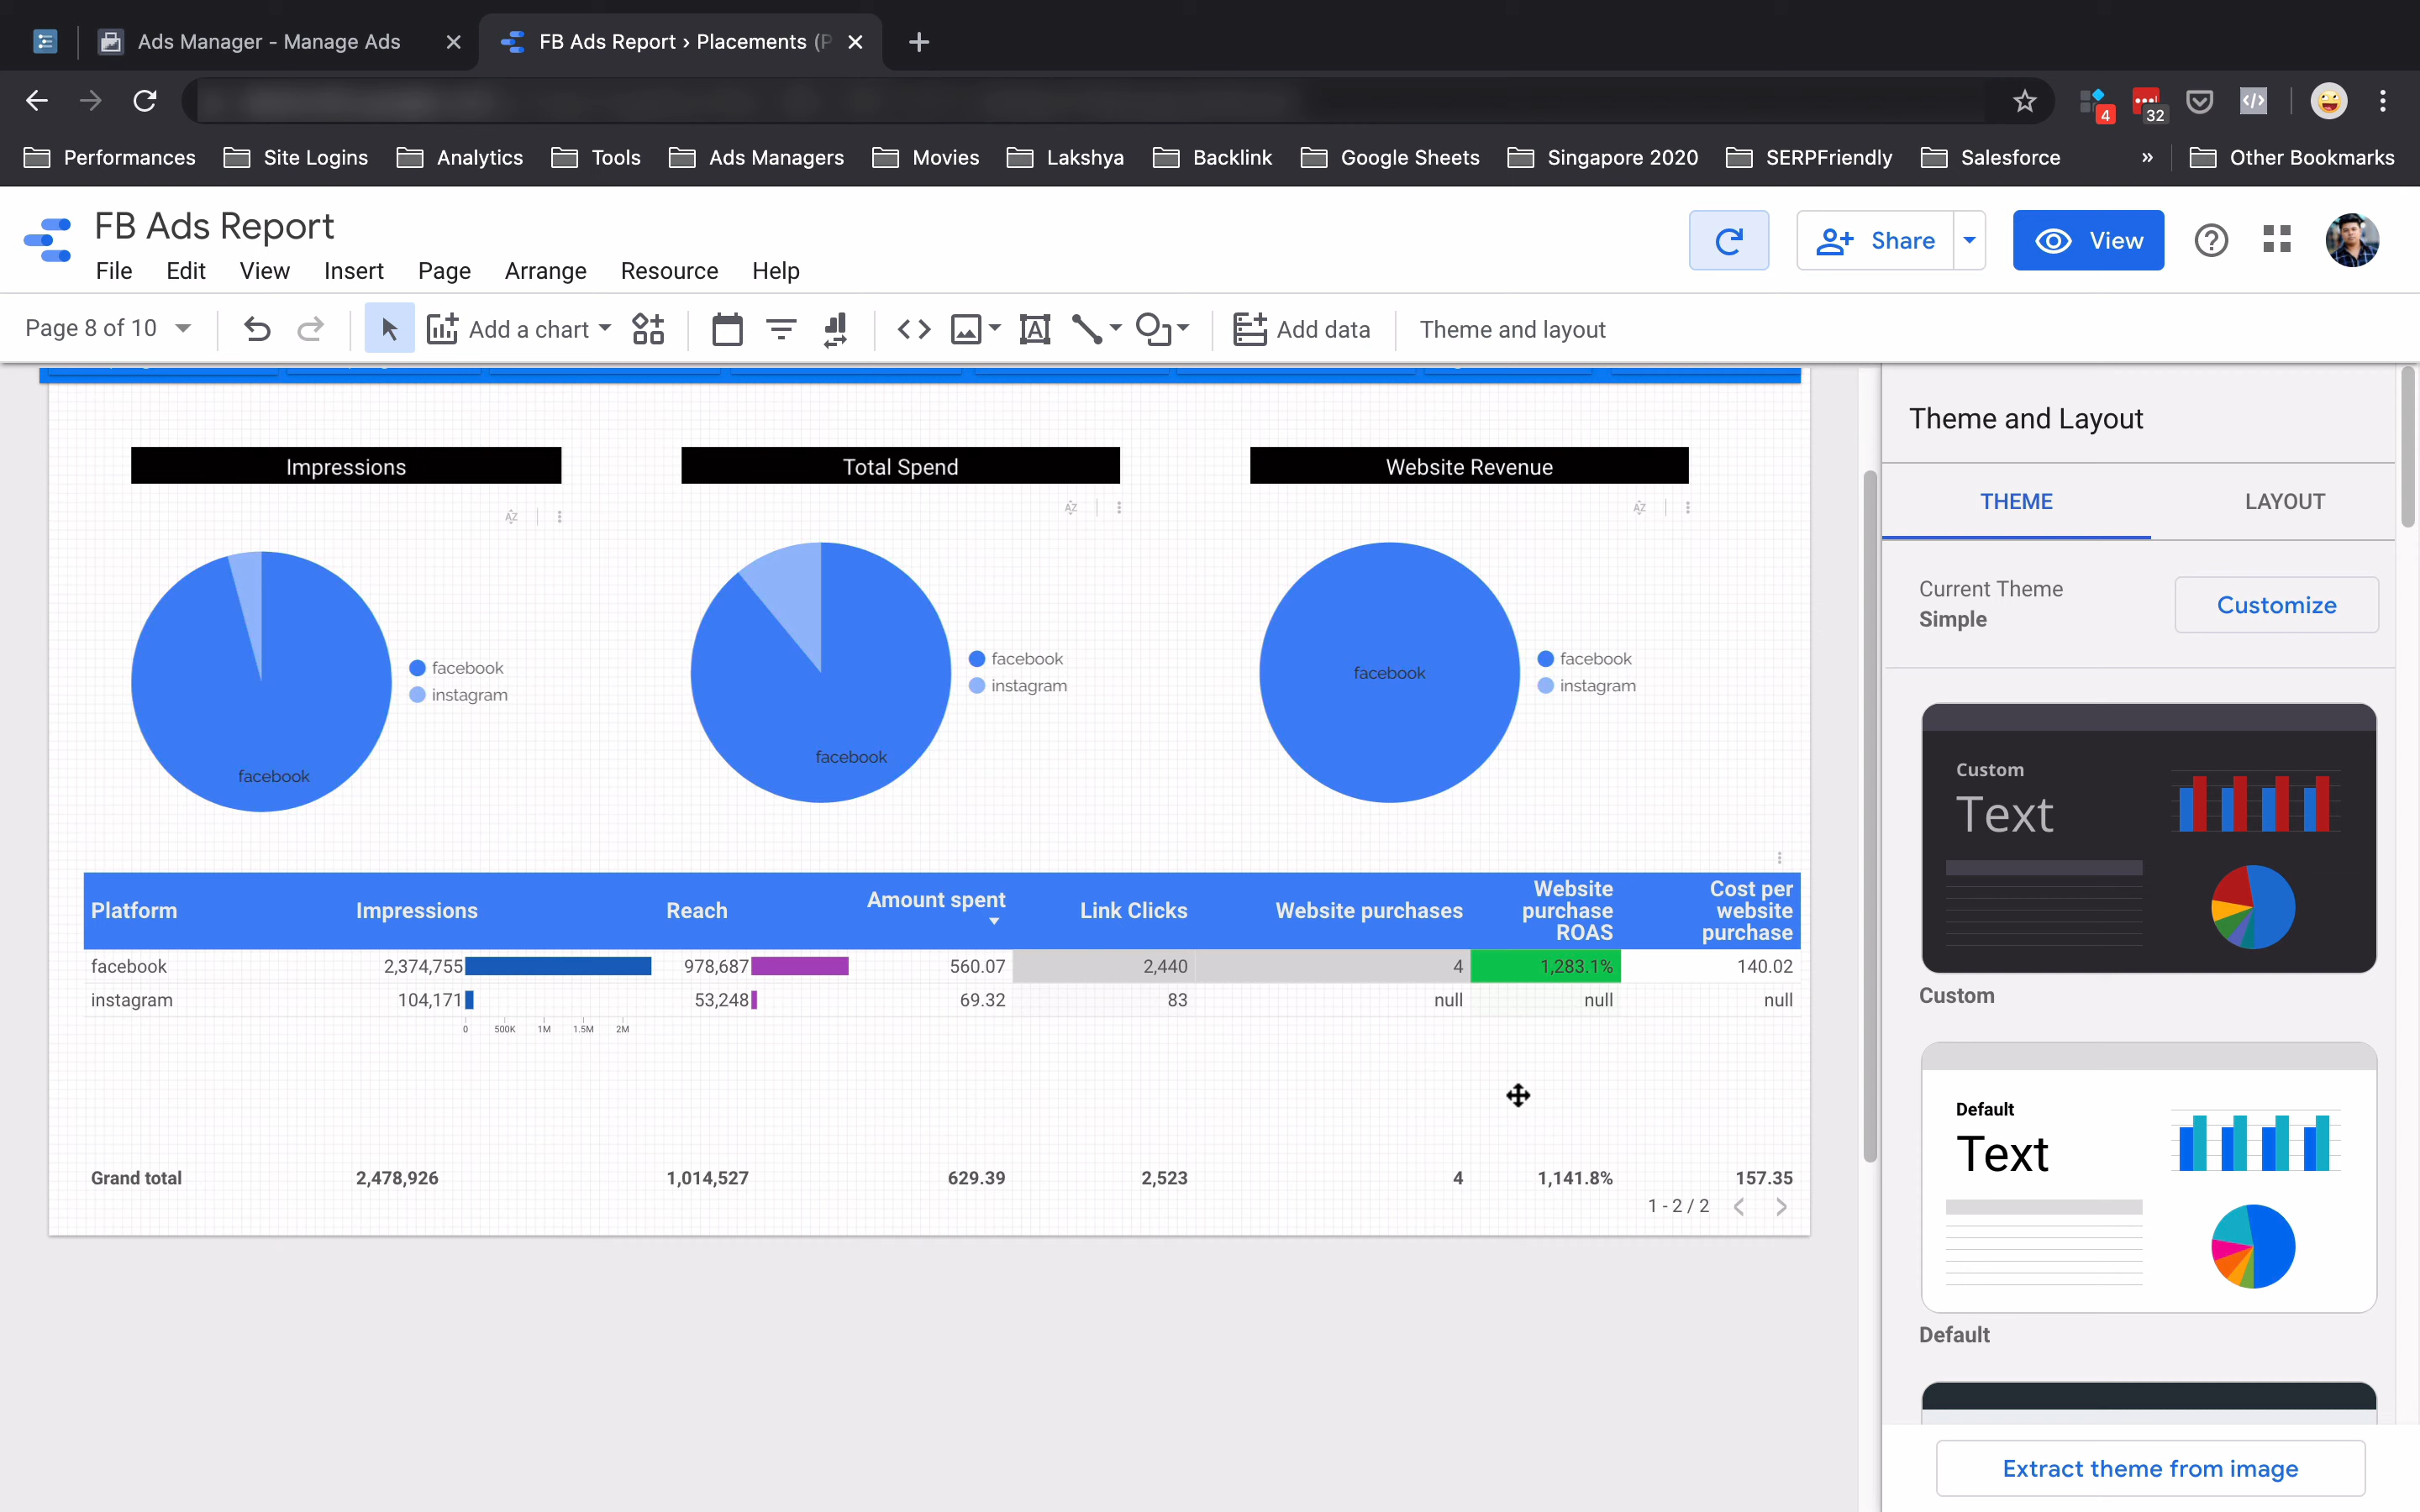 Ads Manager - Manage Ads
FB Ads Report › Placements (P
4
32
Performances Site Logins Analytics Tools Ads Managers Movies Lakshya Backlink Google Sheets Singapore 2020 SERPFriendly Salesforce » Other Bookmarks
FB Ads Report
File Edit View Insert Page Arrange Resource Help
Share
View
Page 8 of 10
Add a chart
Add data
Theme and layout
Impressions
Total Spend
Website Revenue
facebook
instagram
facebook
facebook
instagram
facebook
facebook
instagram
facebook
Platform Impressions Reach Amount spent Link Clicks Website purchases Website purchase ROAS Cost per website purchase
facebook 2,374,755 978,687 560.07 2,440 4 1,283.1% 140.02
instagram 104,171 53,248 69.32 83 null null null
0 500K 1M 1.5M 2M
Grand total 2,478,926 1,014,527 629.39 2,523 4 1,141.8% 157.35
1 - 2 / 2
Theme and Layout
THEME LAYOUT
Current Theme
Simple
Customize
Custom
Text
Custom
Default
Text
Default
Extract theme from image